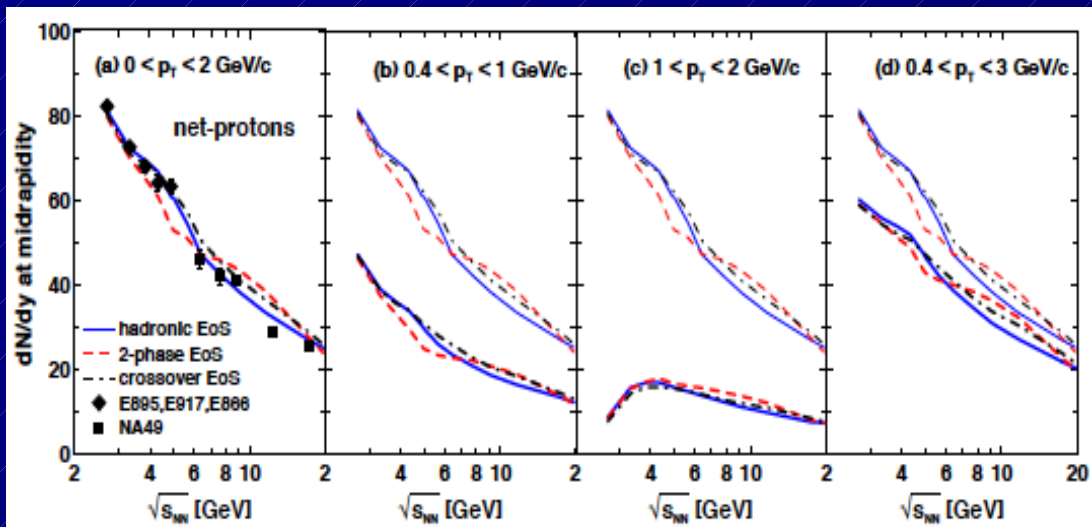 (a) 0 < p_T < 2 GeV/c
(b) 0.4 < p_T < 1 GeV/c
(c) 1 < p_T < 2 GeV/c
(d) 0.4 < p_T < 3 GeV/c
net-protons
dN/dy at midrapidity
100
80
60
40
20
0
hadronic EoS
2-phase EoS
crossover EoS
E895,E917,E866
NA49
2 4 6 8 10 2 4 6 8 10 2 4 6 8 10 2 4 6 8 10 20
√s_NN [GeV] √s_NN [GeV] √s_NN [GeV] √s_NN [GeV]